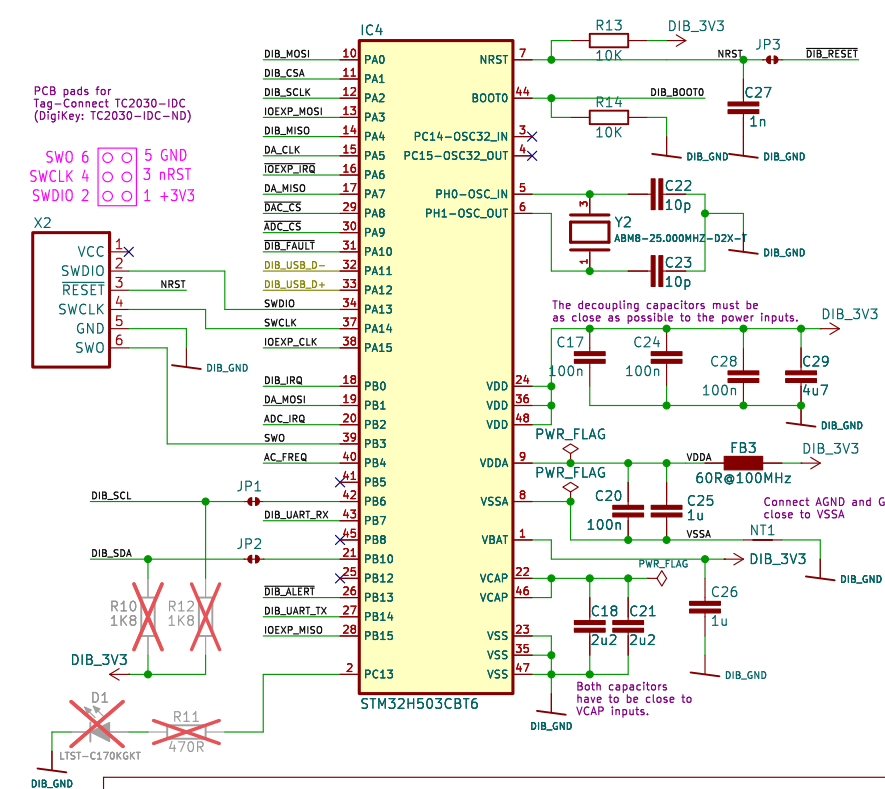 IC4
R13
10K
DIB_3V3
NRST
JP3
DIB_RESET
C27
1n
DIB_GND
DIB_BOOT0
R14
10K
DIB_GND
PCB pads for
Tag-Connect TC2030-IDC
(DigiKey: TC2030-IDC-ND)
SWO 6 5 GND
SWCLK 4 3 nRST
SWDIO 2 1 +3V3
X2
VCC 1
SWDIO 2
RESET 3 NRST
SWCLK 4
GND 5
SWO 6
DIB_GND
DIB_MOSI 10 PA0
DIB_CSA 11 PA1
DIB_SCLK 12 PA2
IOEXP_MOSI 13 PA3
DIB_MISO 14 PA4
DA_CLK 15 PA5
IOEXP_IRQ 16 PA6
DA_MISO 17 PA7
DAC_CS 29 PA8
ADC_CS 30 PA9
DIB_FAULT 31 PA10
DIB_USB_D- 32 PA11
DIB_USB_D+ 33 PA12
SWDIO 34 PA13
SWCLK 37 PA14
IOEXP_CLK 38 PA15
DIB_IRQ 18 PB0
DA_MOSI 19 PB1
ADC_IRQ 20 PB2
SWO 39 PB3
AC_FREQ 40 PB4
41 PB5
DIB_SCL JP1 42 PB6
DIB_UART_RX 43 PB7
45 PB8
DIB_SDA JP2 21 PB10
25 PB12
DIB_ALERT 26 PB13
DIB_UART_TX 27 PB14
IOEXP_MISO 28 PB15
2 PC13
NRST 7
BOOT0 44
PC14-OSC32_IN 3
PC15-OSC32_OUT 4
PH0-OSC_IN 5
PH1-OSC_OUT 6
VDD 24
VDD 36
VDD 48
VDDA 9
VSSA 8
VBAT 1
VCAP 22
VCAP 46
VSS 23
VSS 35
VSS 47
STM32H503CBT6
C22
10p
3
Y2
ABM8-25.000MHZ-D2X-T
1
C23
10p
DIB_GND
The decoupling capacitors must be
as close as possible to the power inputs.
DIB_3V3
C17
100n
C24
100n
C28
100n
C29
4u7
DIB_GND
PWR_FLAG
PWR_FLAG
VDDA
FB3
60R@100MHz
DIB_3V3
C20
100n
C25
1u
VSSA
Connect AGND and G
close to VSSA
NT1
DIB_GND
DIB_3V3
PWR_FLAG
C26
1u
DIB_GND
C18
2u2
C21
2u2
Both capacitors
have to be close to
VCAP inputs.
DIB_GND
R10
1K8
R12
1K8
DIB_3V3
D1
LTST-C170KGKT
R11
470R
DIB_GND